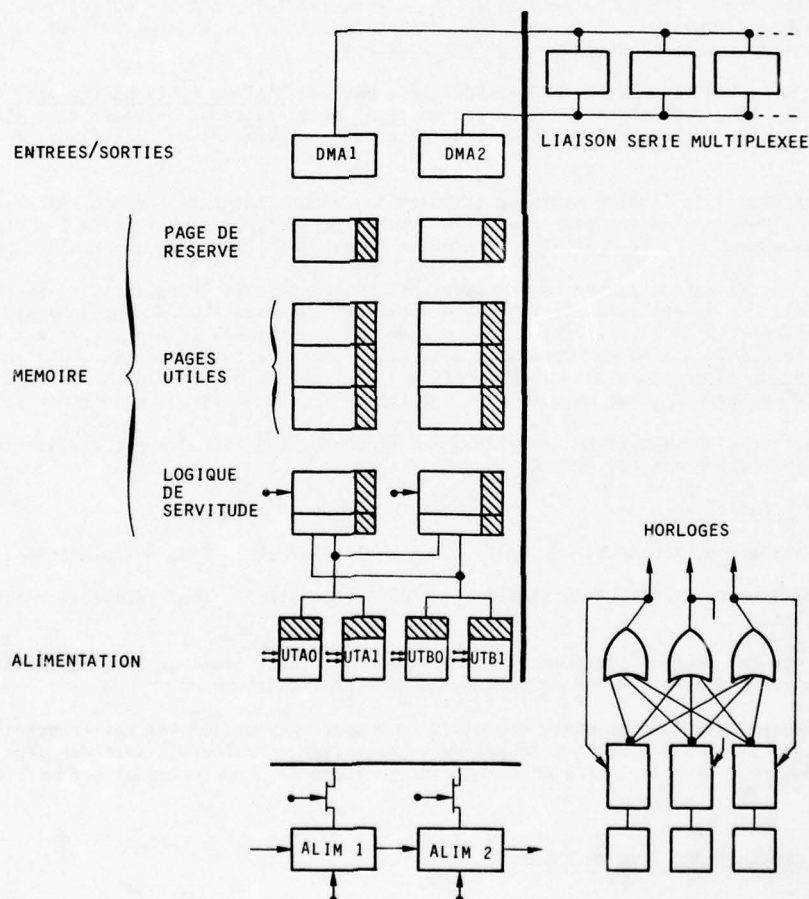 ENTREES/SORTIES
DMA1
DMA2
LIAISON SERIE MULTIPLEXEE
PAGE DE
RESERVE
MEMOIRE
PAGES
UTILES
LOGIQUE
DE
SERVITUDE
HORLOGES
ALIMENTATION
UTA0
UTA1
UTB0
UTB1
ALIM 1
ALIM 2